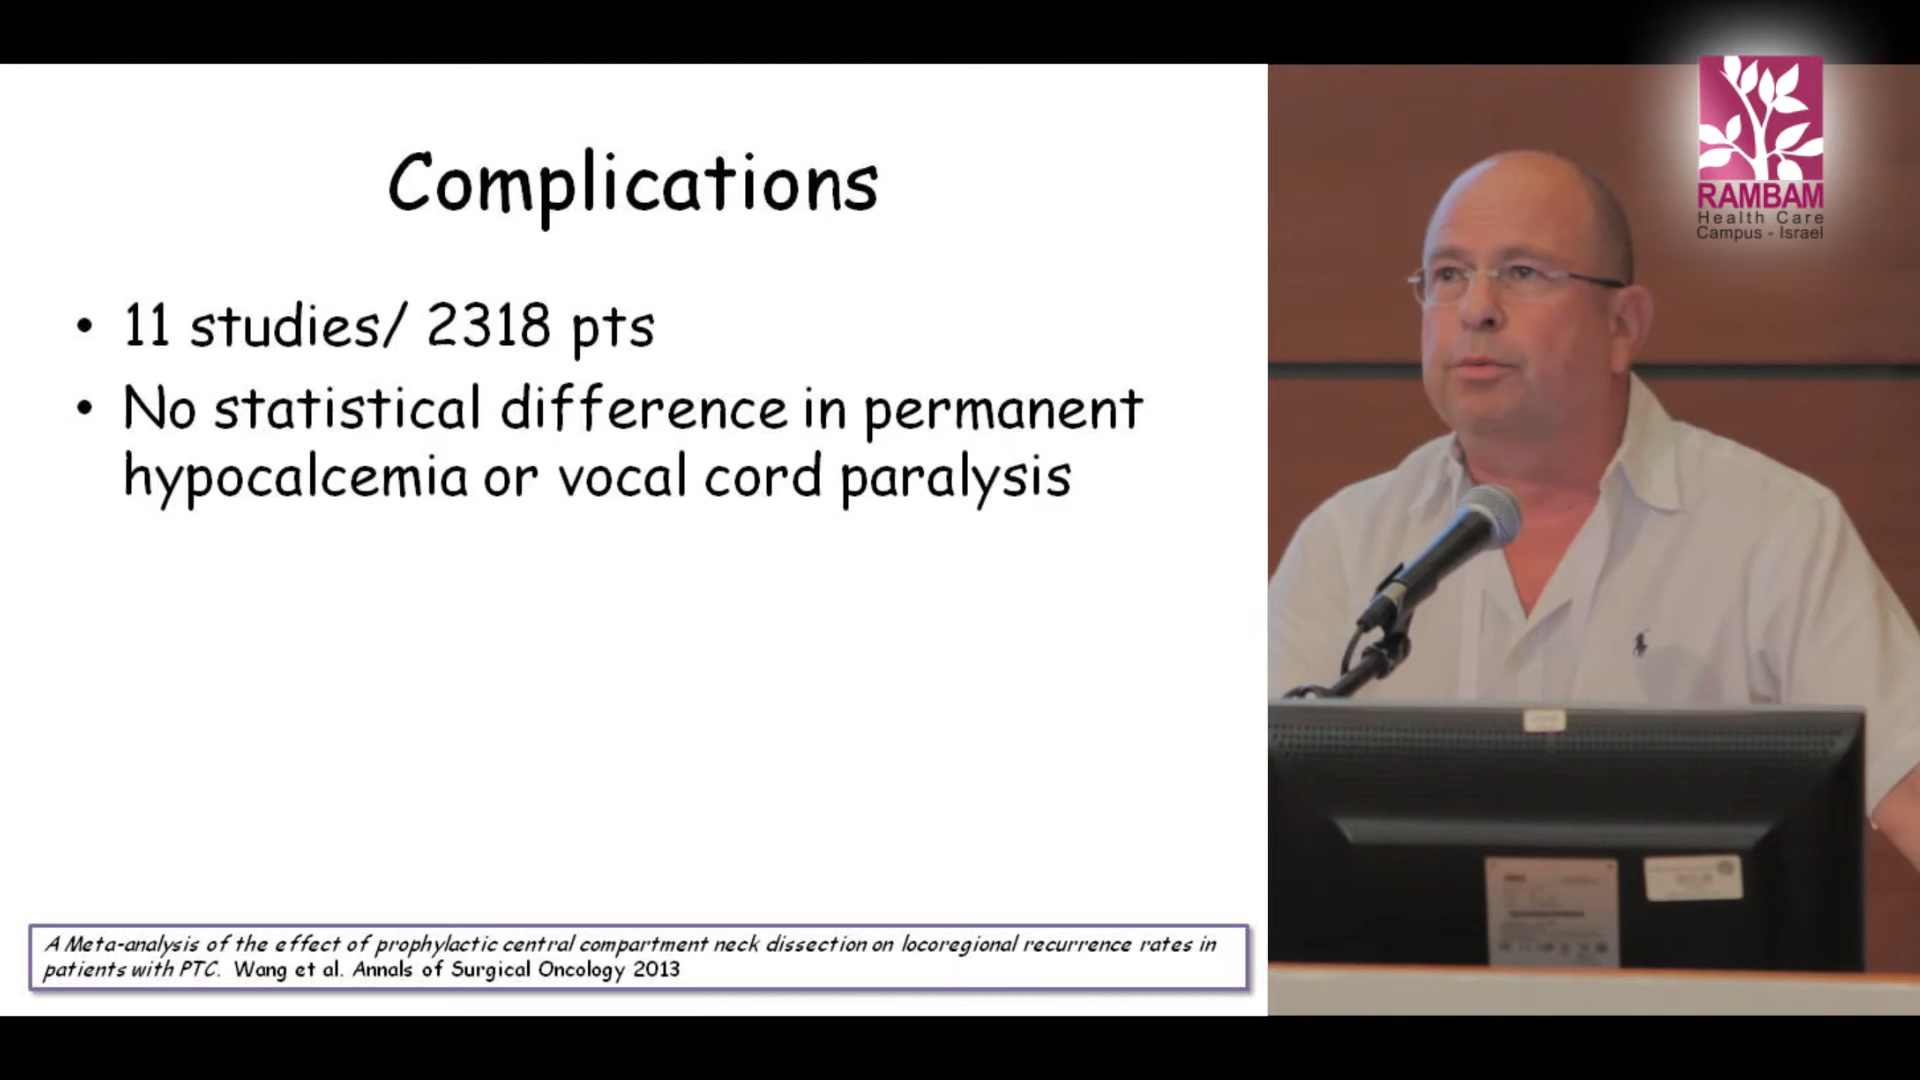 Complications
• 11 studies/ 2318 pts
• No statistical difference in permanent
hypocalcemia or vocal cord paralysis
A Meta-analysis of the effect of prophylactic central compartment neck dissection on locoregional recurrence rates in
patients with PTC. Wang et al. Annals of Surgical Oncology 2013
RAMBAM
Health Care
Campus - Israel